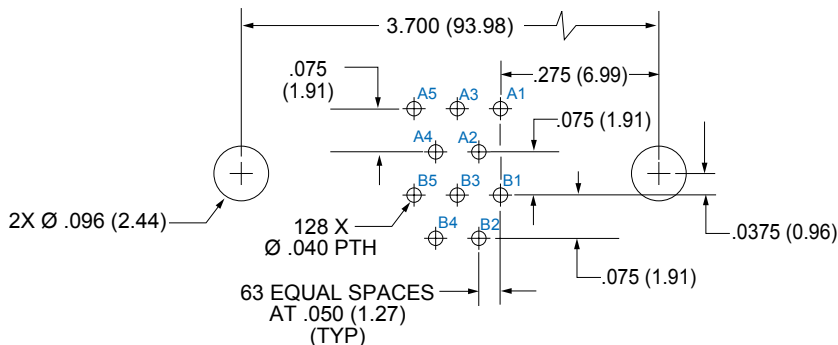 3.700 (93.98)
.075
(1.91)
.275 (6.99)
A5 A3 A1
.075 (1.91)
A4 A2
B5 B3 B1
2X Ø .096 (2.44)
128 X
Ø .040 PTH
B4 B2
.0375 (0.96)
.075 (1.91)
63 EQUAL SPACES
AT .050 (1.27)
(TYP)